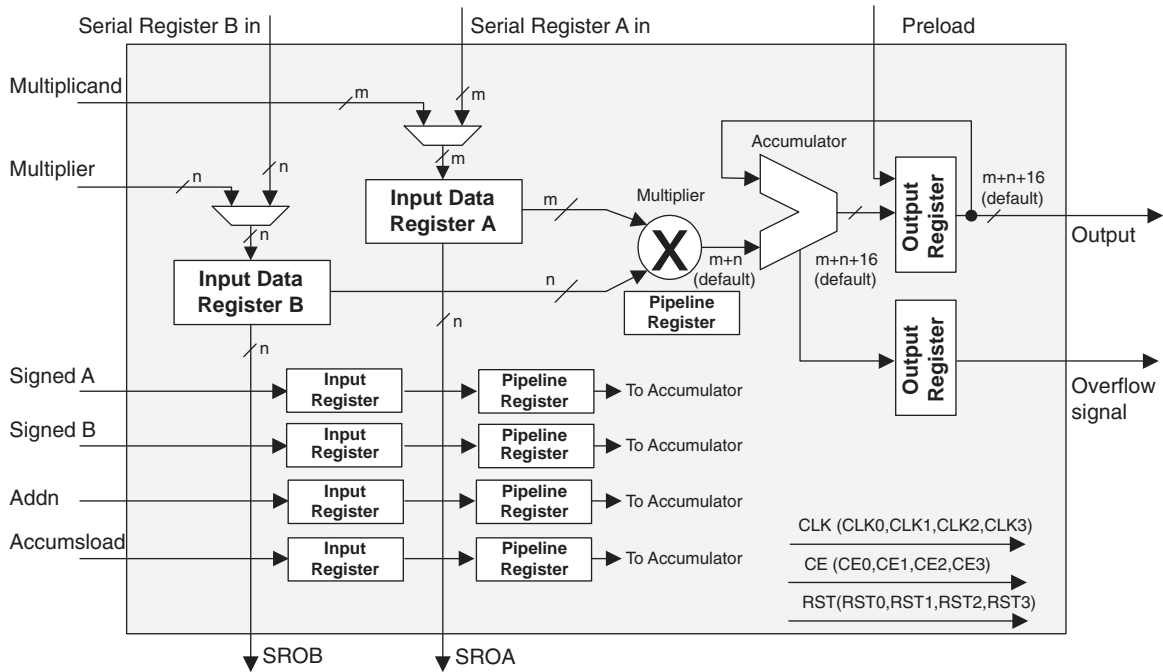 Serial Register B in
Serial Register A in
Preload
Multiplicand
m
m
Accumulator
Multiplier
n
n
m
Input Data
Register A
m
Multiplier
X
m+n
(default)
m+n+16
(default)
Output
Register
m+n+16
(default)
Output
n
Input Data
Register B
n
Pipeline
Register
n
n
Output
Register
Overflow
signal
Signed A
Input
Register
Pipeline
Register
To Accumulator
Signed B
Input
Register
Pipeline
Register
To Accumulator
Addn
Input
Register
Pipeline
Register
To Accumulator
Accumsload
Input
Register
Pipeline
Register
To Accumulator
CLK (CLK0,CLK1,CLK2,CLK3)
CE (CE0,CE1,CE2,CE3)
RST(RST0,RST1,RST2,RST3)
SROB
SROA